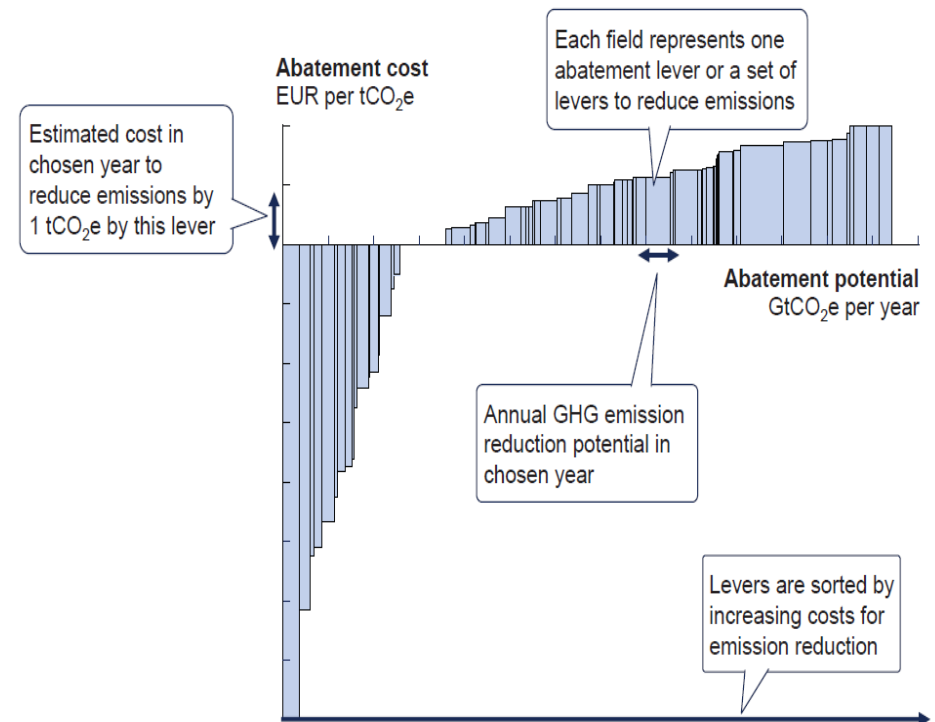 Abatement cost
EUR per tCO₂e
Each field represents one
abatement lever or a set of
levers to reduce emissions
Estimated cost in
chosen year to
reduce emissions by
1 tCO₂e by this lever
Abatement potential
GtCO₂e per year
Annual GHG emission
reduction potential in
chosen year
Levers are sorted by
increasing costs for
emission reduction